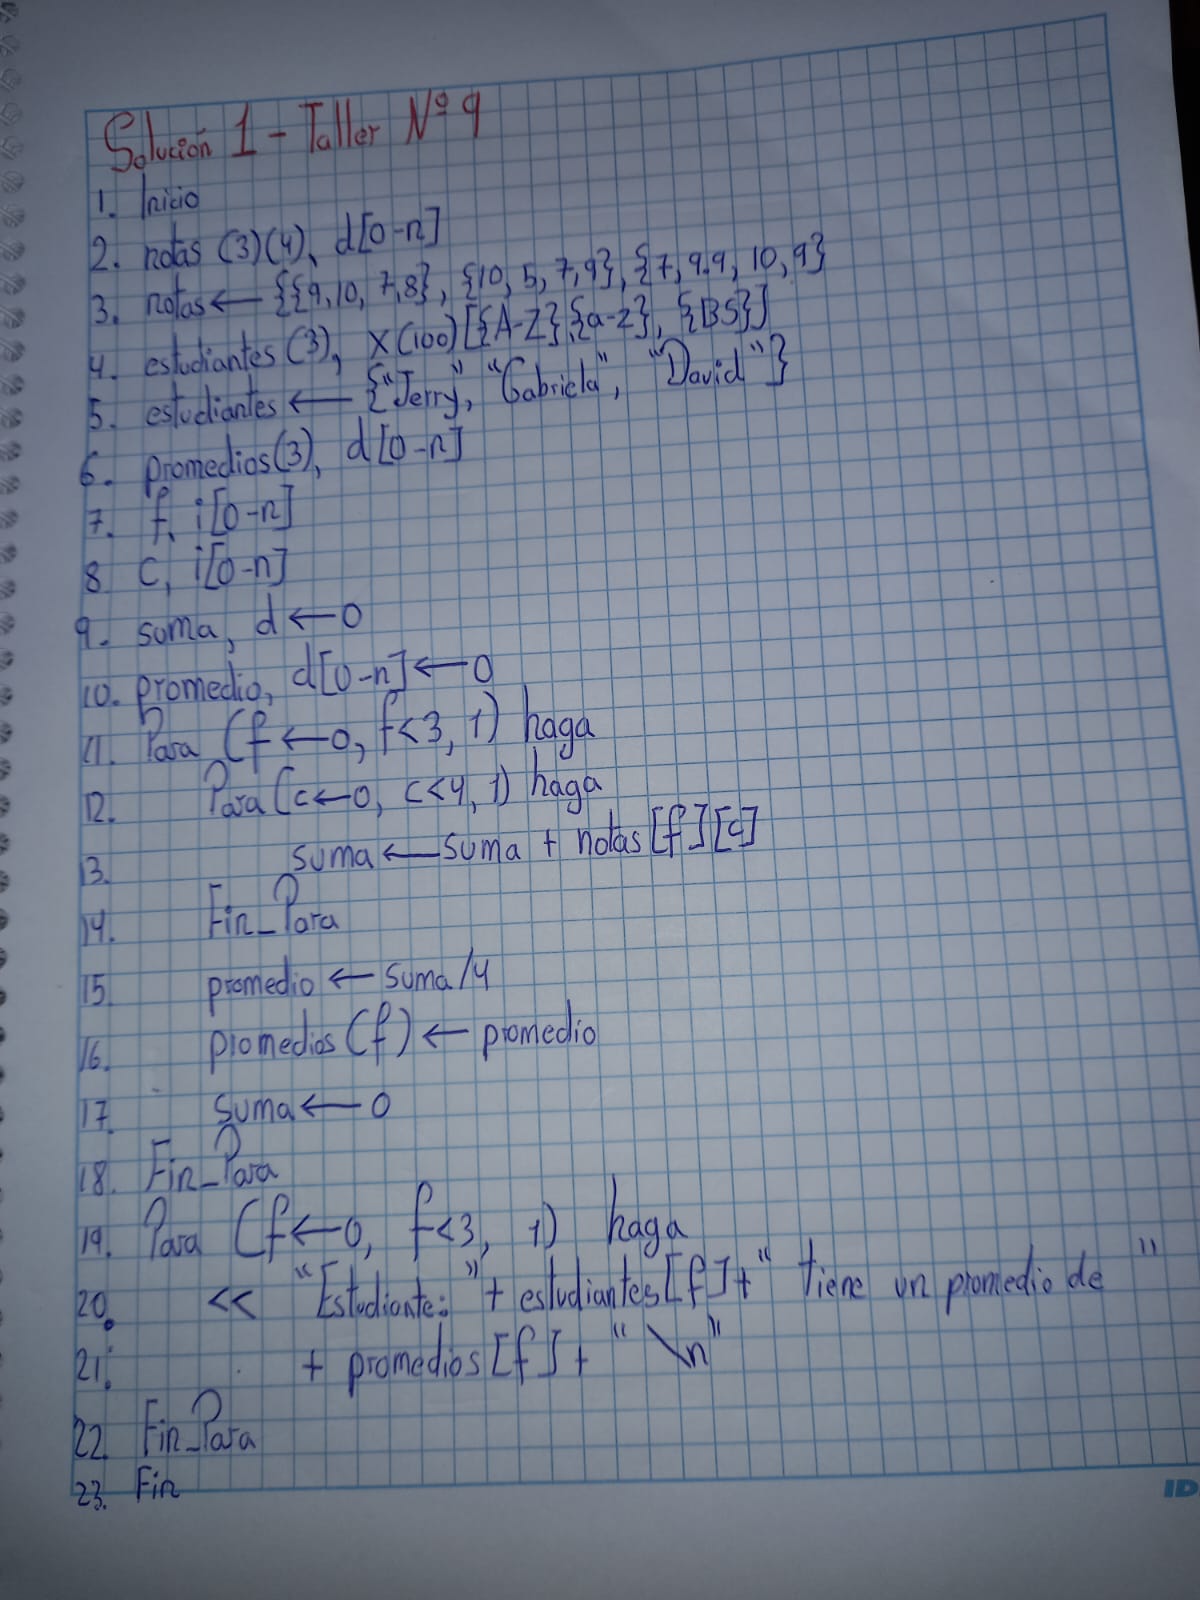 Solución 1 - Taller Nº 9
1. Inicio
2. notas (3)(4), d[0-n]
3. notas ← {{9,10, 7,8}, {10, 5, 7,9}, {7, 9.9, 10, 9}
4. estudiantes (3), X(100) [{A-Z},{a-z}, {BS}]
5. estudiantes ← {"Jerry", "Gabriela", "David"}
6. promedios(3), d[0-n]
7. f, i[0-n]
8 c, i[0-n]
9. suma, d ← 0
10. promedio, d[0-n] ← 0
11. Para (f ← 0, f<3, 1) haga
12. Para (c ← 0, c<4, 1) haga
13. suma ← suma + notas [f][c]
14. Fin_Para
15. promedio ← suma/4
16. promedios (f) ← promedio
17. suma ← 0
18. Fin_Para
19. Para (f ← 0, f<3, 1) haga
20. << "Estudiante: " + estudiantes[f] + " tiene un promedio de "
21. + promedios [f] + " \n"
22. Fin_Para
23. Fin
ID